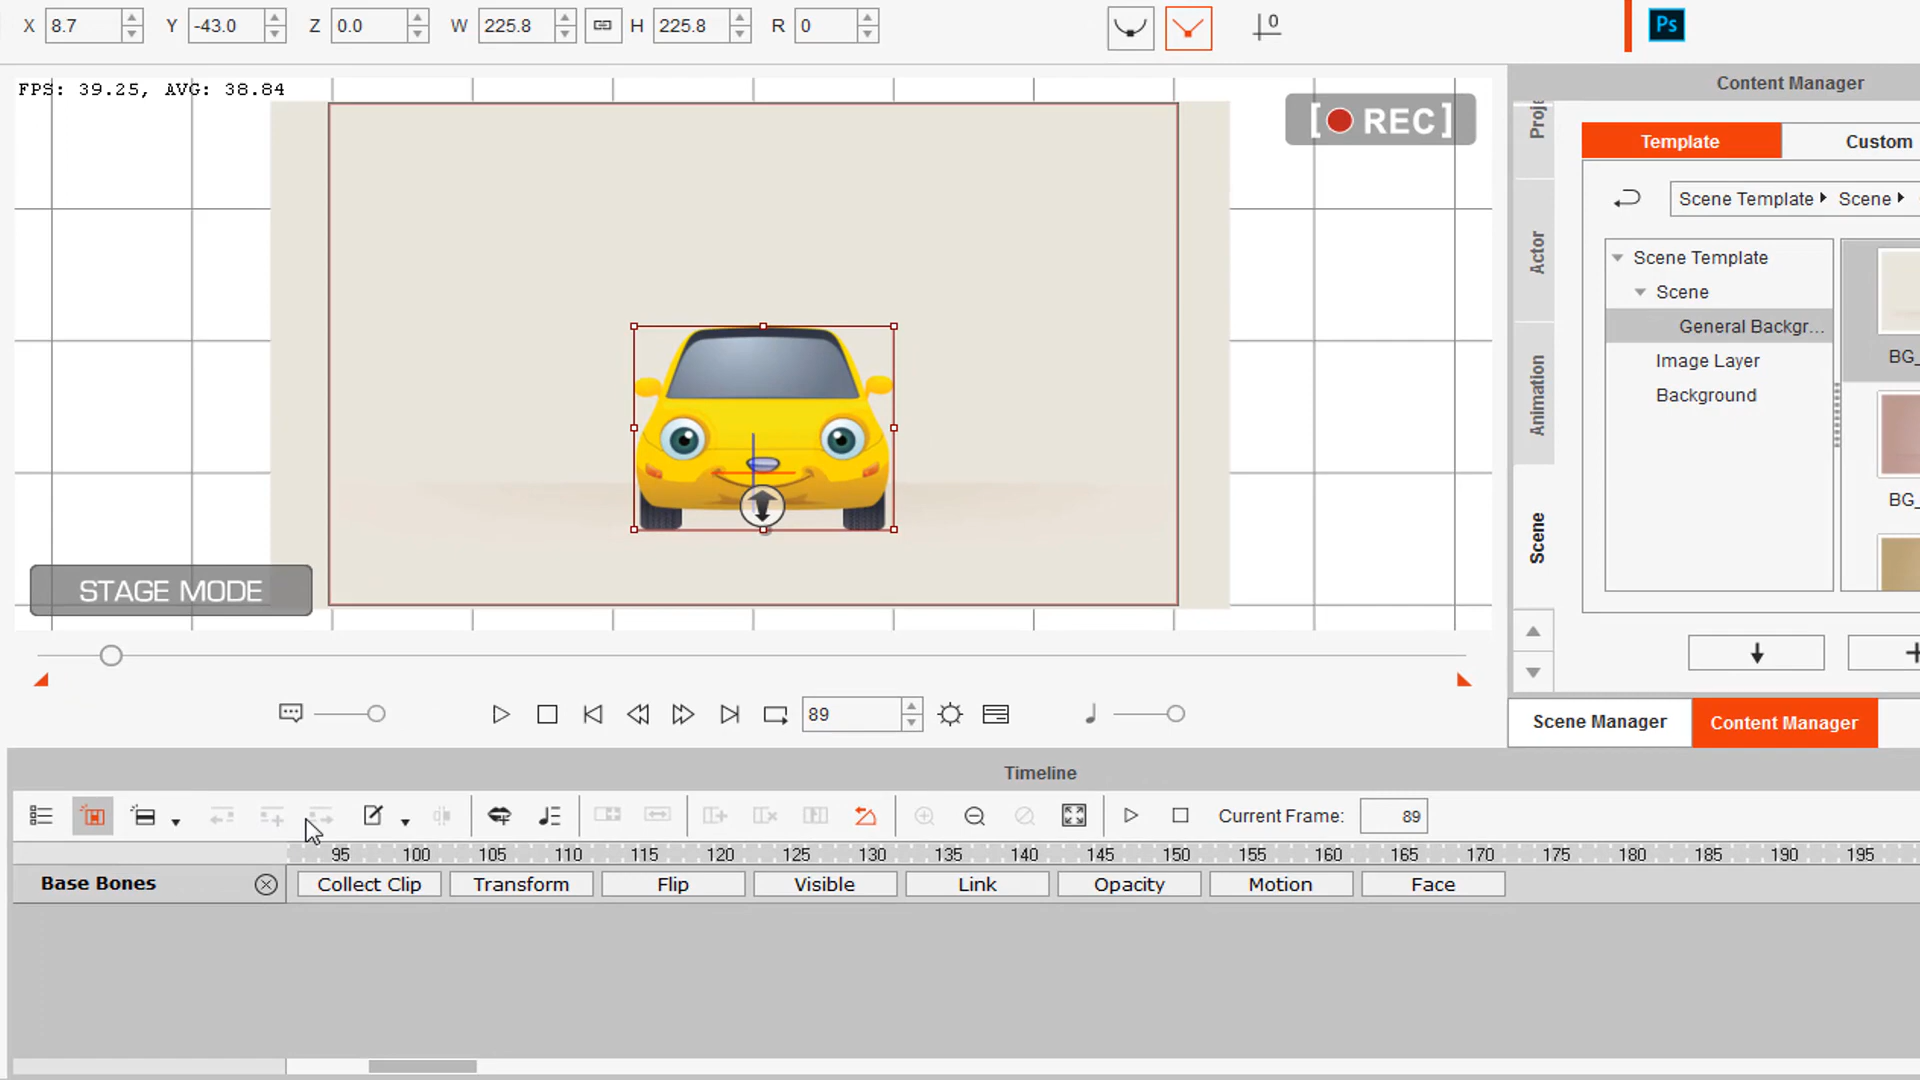 X 8.7 Y -43.0 Z 0.0 W 225.8 H 225.8 R 0 0 Ps
Content Manager
FPS: 39.25, AVG: 38.84
[ REC]
Template Custom
Scene Template Scene
Scene Template
Scene
General Backgr...
Image Layer
Background
BG_
BG_
Actor
Animation
Scene
STAGE MODE
89
Scene Manager Content Manager
Timeline
Current Frame: 89
95 100 105 110 115 120 125 130 135 140 145 150 155 160 165 170 175 180 185 190 195
Base Bones Collect Clip Transform Flip Visible Link Opacity Motion Face